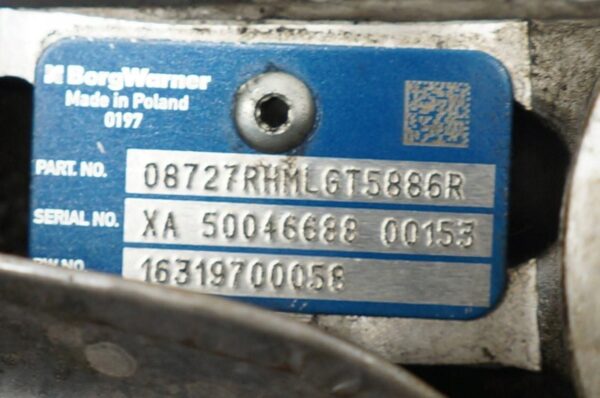 BorgWarner
Made in Poland
0197
PART. NO. 08727RHMLGT5886R
SERIAL NO. XA 50046688 00153
16319700058